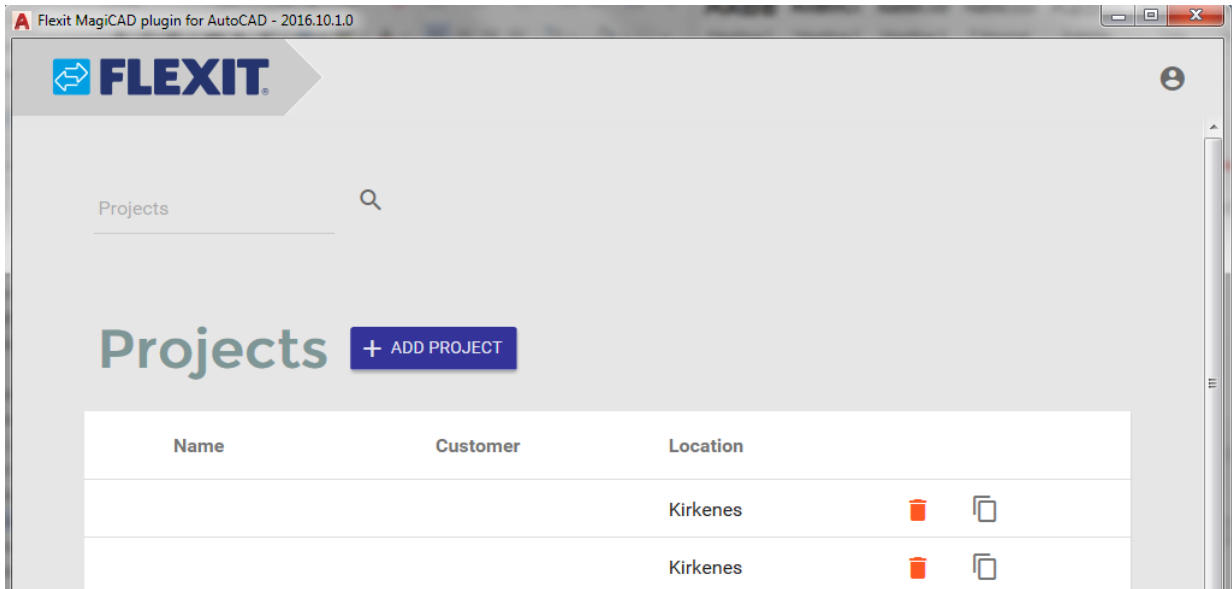 Flexit MagiCAD plugin for AutoCAD - 2016.10.1.0
FLEXIT®
Projects
Projects + ADD PROJECT
Name Customer Location
Kirkenes
Kirkenes